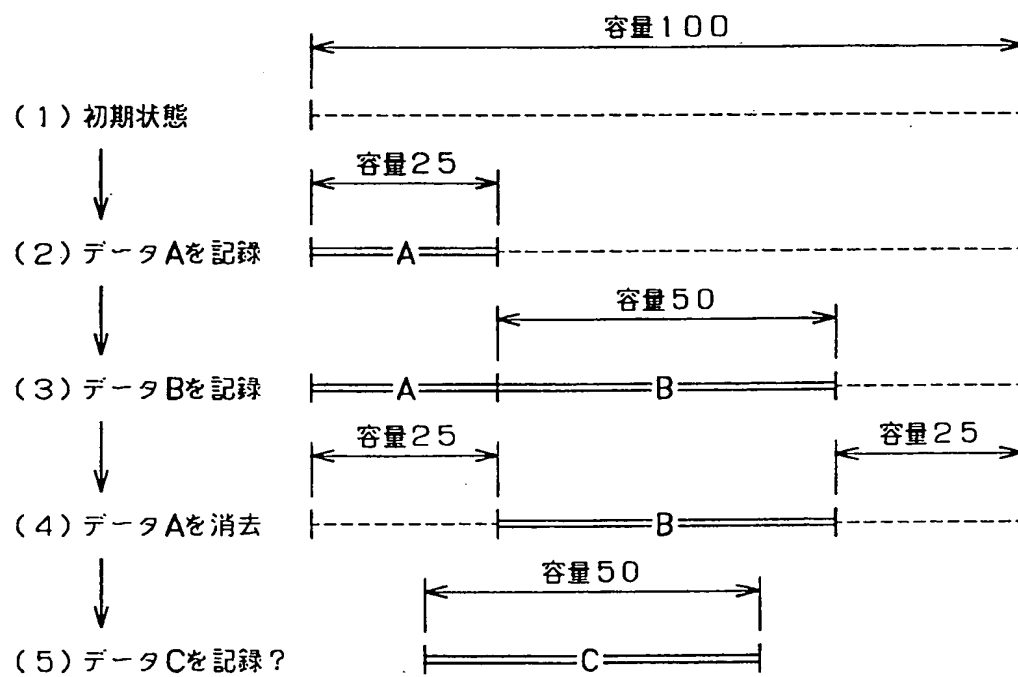 容量100
(1)初期状態
容量25
(2)データAを記録
A
容量50
(3)データBを記録
A
B
容量25
容量25
(4)データAを消去
B
容量50
(5)データCを記録?
C